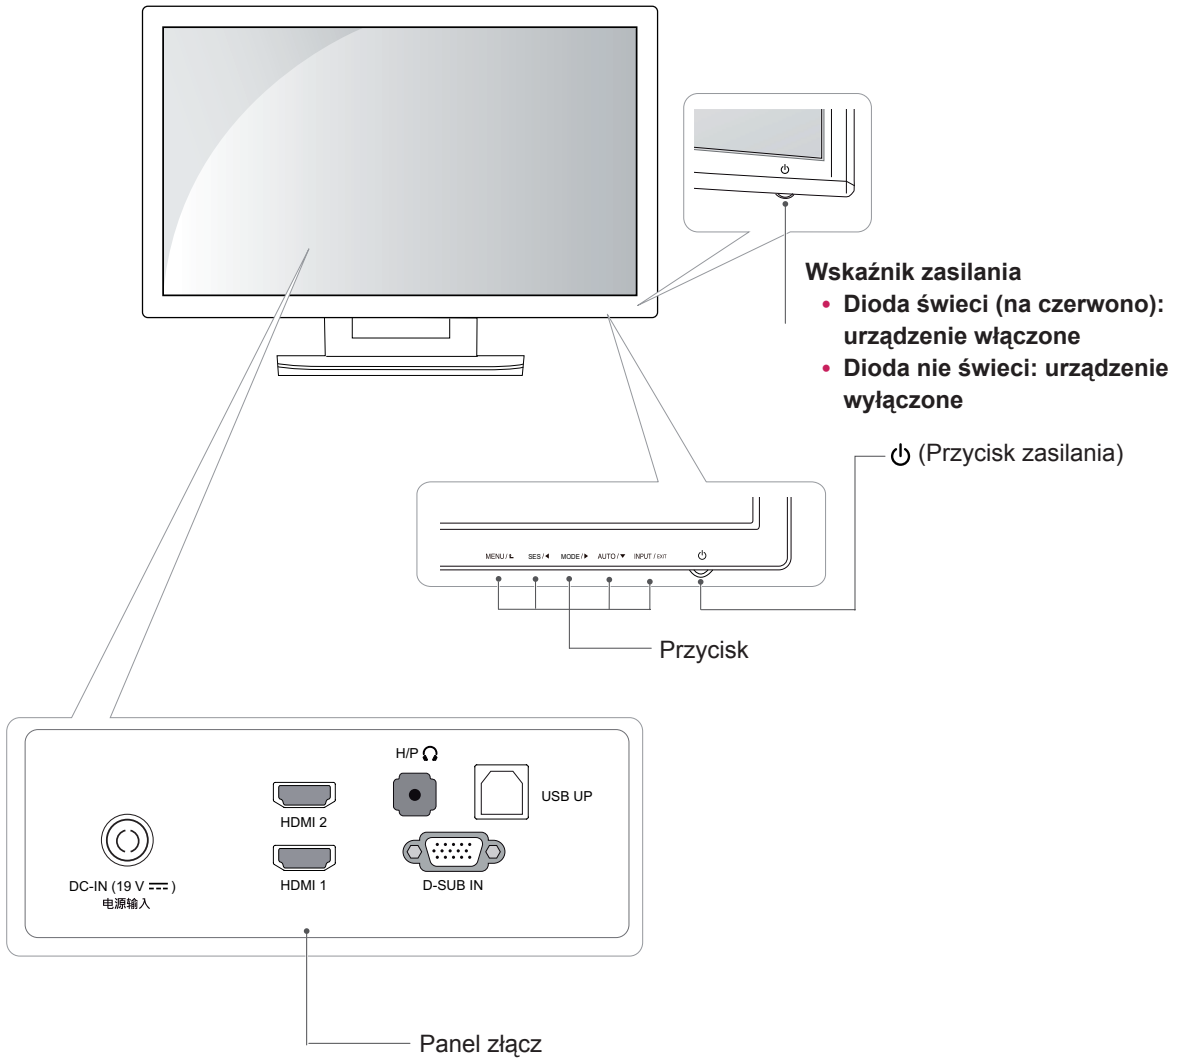 Wskaźnik zasilania
• Dioda świeci (na czerwono):
urządzenie włączone
• Dioda nie świeci: urządzenie
wyłączone
(Przycisk zasilania)
MENU / SES / ◀ MODE / ▶ AUTO / ▼ INPUT / EXIT
Przycisk
H/P
USB UP
HDMI 2
DC-IN (19 V ⎓ )
电源输入
HDMI 1
D-SUB IN
Panel złącz